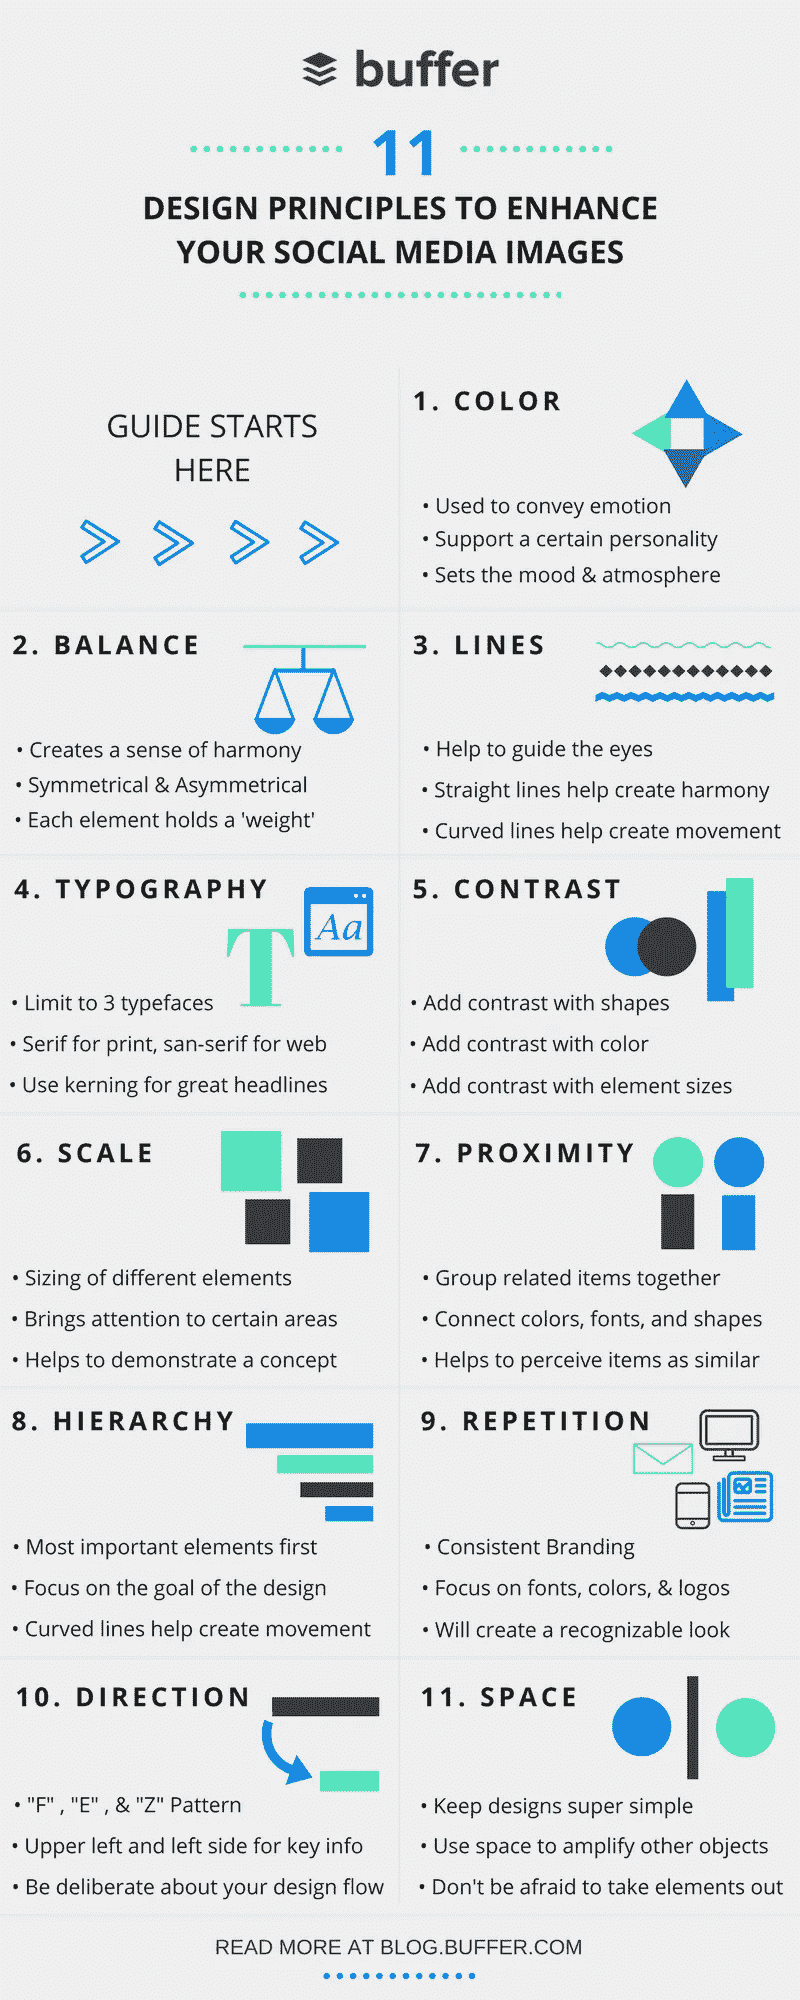 buffer
11
DESIGN PRINCIPLES TO ENHANCE
YOUR SOCIAL MEDIA IMAGES
GUIDE STARTS
HERE
1. COLOR
• Used to convey emotion
• Support a certain personality
• Sets the mood & atmosphere
2. BALANCE
• Creates a sense of harmony
• Symmetrical & Asymmetrical
• Each element holds a 'weight'
3. LINES
• Help to guide the eyes
• Straight lines help create harmony
• Curved lines help create movement
4. TYPOGRAPHY
T
Aa
• Limit to 3 typefaces
• Serif for print, san-serif for web
• Use kerning for great headlines
5. CONTRAST
• Add contrast with shapes
• Add contrast with color
• Add contrast with element sizes
6. SCALE
• Sizing of different elements
• Brings attention to certain areas
• Helps to demonstrate a concept
7. PROXIMITY
• Group related items together
• Connect colors, fonts, and shapes
• Helps to perceive items as similar
8. HIERARCHY
• Most important elements first
• Focus on the goal of the design
• Curved lines help create movement
9. REPETITION
• Consistent Branding
• Focus on fonts, colors, & logos
• Will create a recognizable look
10. DIRECTION
• "F" , "E" , & "Z" Pattern
• Upper left and left side for key info
• Be deliberate about your design flow
11. SPACE
• Keep designs super simple
• Use space to amplify other objects
• Don't be afraid to take elements out
READ MORE AT BLOG.BUFFER.COM